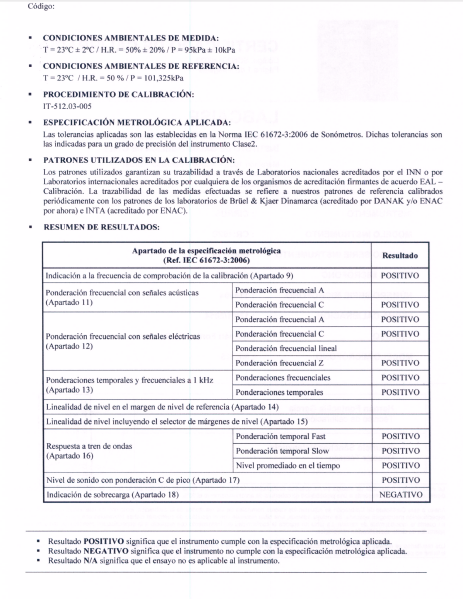 Código:
▪ CONDICIONES AMBIENTALES DE MEDIDA:
T = 23ºC ± 2ºC / H.R. = 50% ± 20% / P = 95kPa ± 10kPa
▪ CONDICIONES AMBIENTALES DE REFERENCIA:
T = 23ºC / H.R. = 50 % / P = 101,325kPa
▪ PROCEDIMIENTO DE CALIBRACIÓN:
IT-512.03-005
▪ ESPECIFICACIÓN METROLÓGICA APLICADA:
Las tolerancias aplicadas son las establecidas en la Norma IEC 61672-3:2006 de Sonómetros. Dichas tolerancias son
las indicadas para un grado de precisión del instrumento Clase2.
▪ PATRONES UTILIZADOS EN LA CALIBRACIÓN:
Los patrones utilizados garantizan su trazabilidad a través de Laboratorios nacionales acreditados por el INN o por
Laboratorios internacionales acreditados por cualquiera de los organismos de acreditación firmantes de acuerdo EAL –
Calibración. La trazabilidad de las medidas efectuadas se refiere a nuestros patrones de referencia calibrados
periódicamente con los patrones de los laboratorios de Brüel & Kjaer Dinamarca (acreditado por DANAK y/o ENAC
por ahora) e INTA (acreditado por ENAC).
▪ RESUMEN DE RESULTADOS:
Apartado de la especificación metrológica
(Ref. IEC 61672-3:2006)
Resultado
Indicación a la frecuencia de comprobación de la calibración (Apartado 9) POSITIVO
Ponderación frecuencial con señales acústicas
(Apartado 11)
Ponderación frecuencial A
Ponderación frecuencial C POSITIVO
Ponderación frecuencial con señales eléctricas
(Apartado 12)
Ponderación frecuencial A POSITIVO
Ponderación frecuencial C POSITIVO
Ponderación frecuencial lineal
Ponderación frecuencial Z POSITIVO
Ponderaciones temporales y frecuenciales a 1 kHz
(Apartado 13)
Ponderaciones frecuenciales POSITIVO
Ponderaciones temporales POSITIVO
Linealidad de nivel en el margen de nivel de referencia (Apartado 14)
Linealidad de nivel incluyendo el selector de márgenes de nivel (Apartado 15)
Respuesta a tren de ondas
(Apartado 16)
Ponderación temporal Fast POSITIVO
Ponderación temporal Slow POSITIVO
Nivel promediado en el tiempo POSITIVO
Nivel de sonido con ponderación C de pico (Apartado 17) POSITIVO
Indicación de sobrecarga (Apartado 18) NEGATIVO
▪ Resultado POSITIVO significa que el instrumento cumple con la especificación metrológica aplicada.
▪ Resultado NEGATIVO significa que el instrumento no cumple con la especificación metrológica aplicada.
▪ Resultado N/A significa que el ensayo no es aplicable al instrumento.